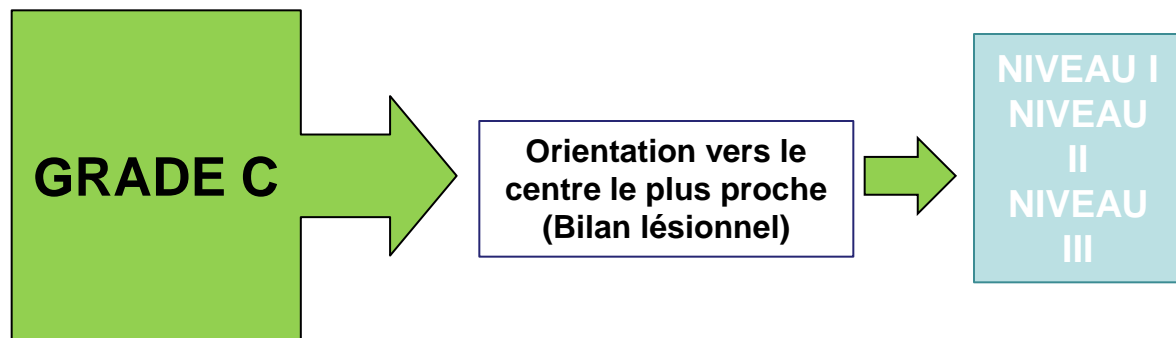 GRADE C
Orientation vers le
centre le plus proche
(Bilan lésionnel)
NIVEAU I
NIVEAU
II
NIVEAU
III